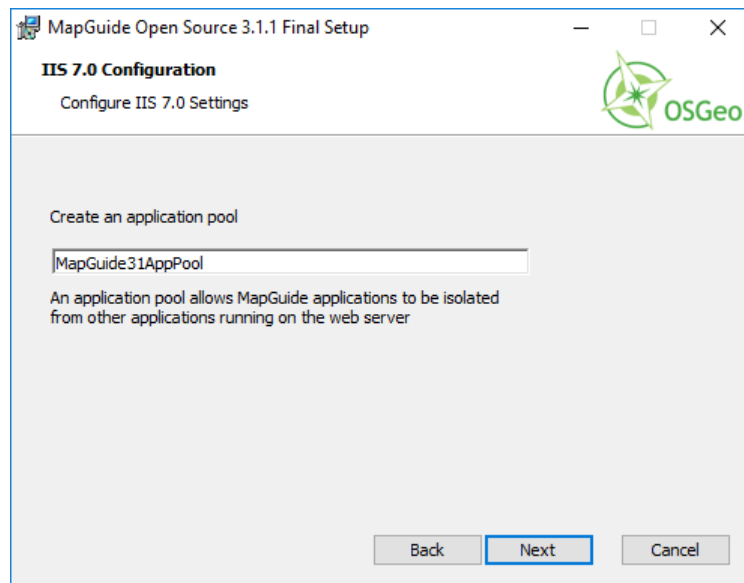 MapGuide Open Source 3.1.1 Final Setup
IIS 7.0 Configuration
Configure IIS 7.0 Settings
OSGeo
Create an application pool
MapGuide31AppPool
An application pool allows MapGuide applications to be isolated
from other applications running on the web server
Back Next Cancel